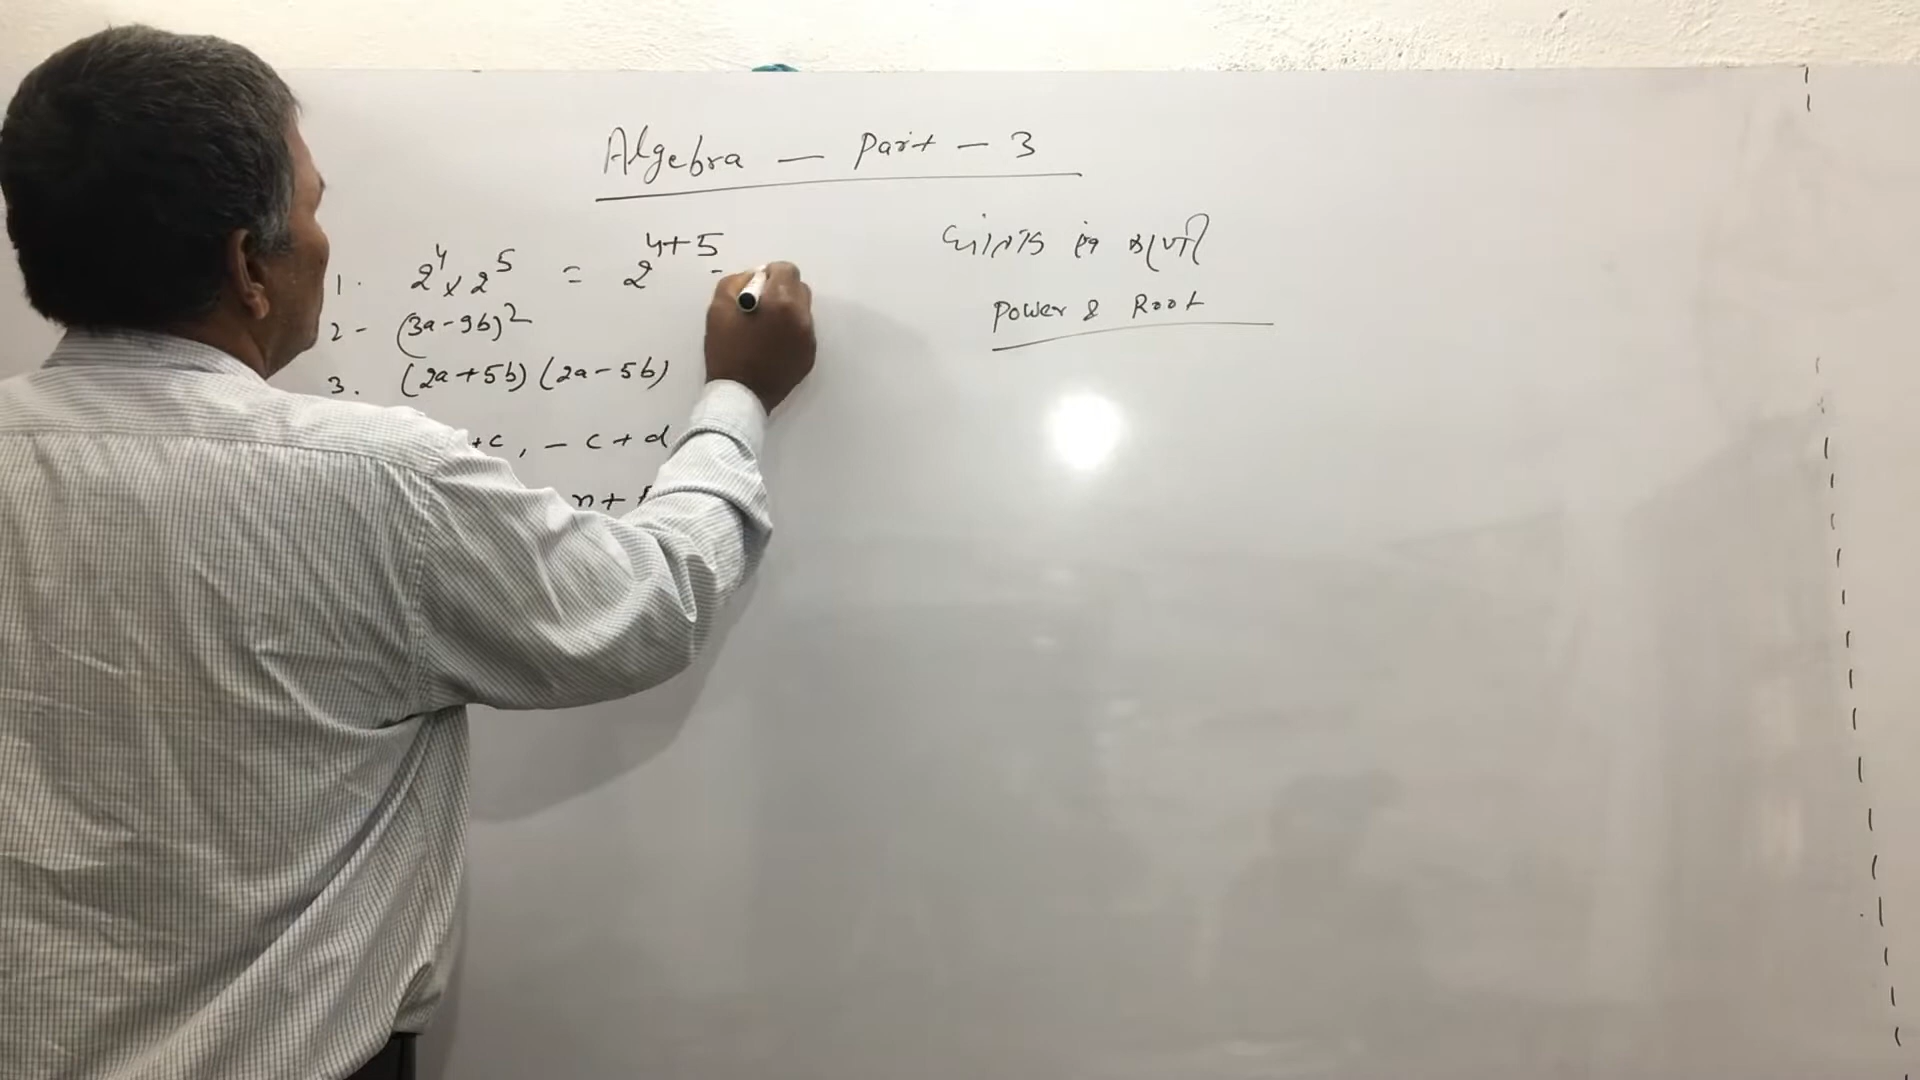 Algebra — Part - 3
1. 2⁴ x 2⁵ = 2⁴⁺⁵
2 - (3a - 9b)²
3. (2a + 5b) (2a - 5b)
+c, - c + d
n +
Power & Root